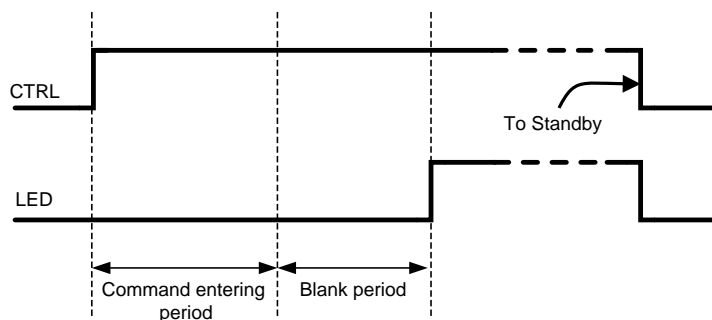 CTRL
To Standby
LED
Command entering
period
Blank period